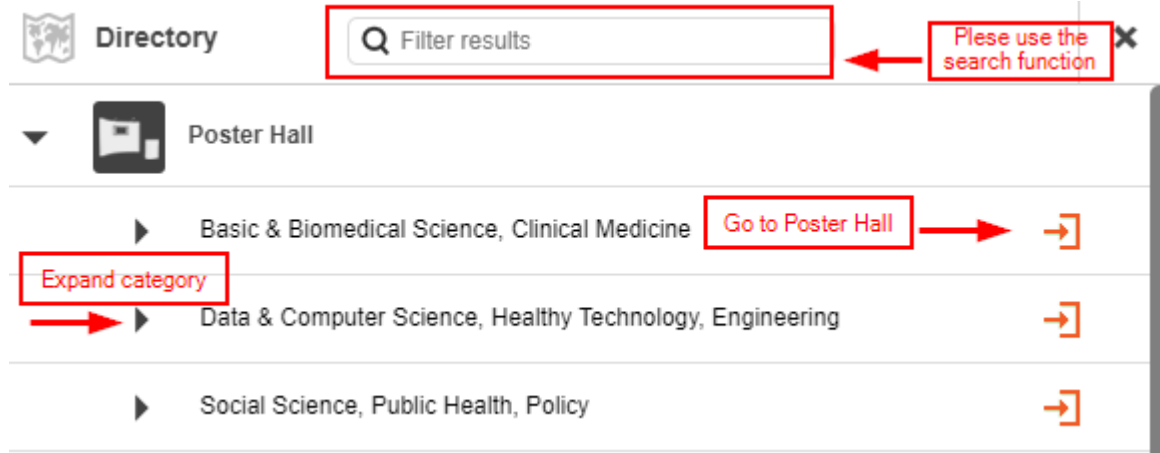 Directory
Filter results
Plese use the
search function
Poster Hall
Basic & Biomedical Science, Clinical Medicine
Go to Poster Hall
Expand category
Data & Computer Science, Healthy Technology, Engineering
Social Science, Public Health, Policy